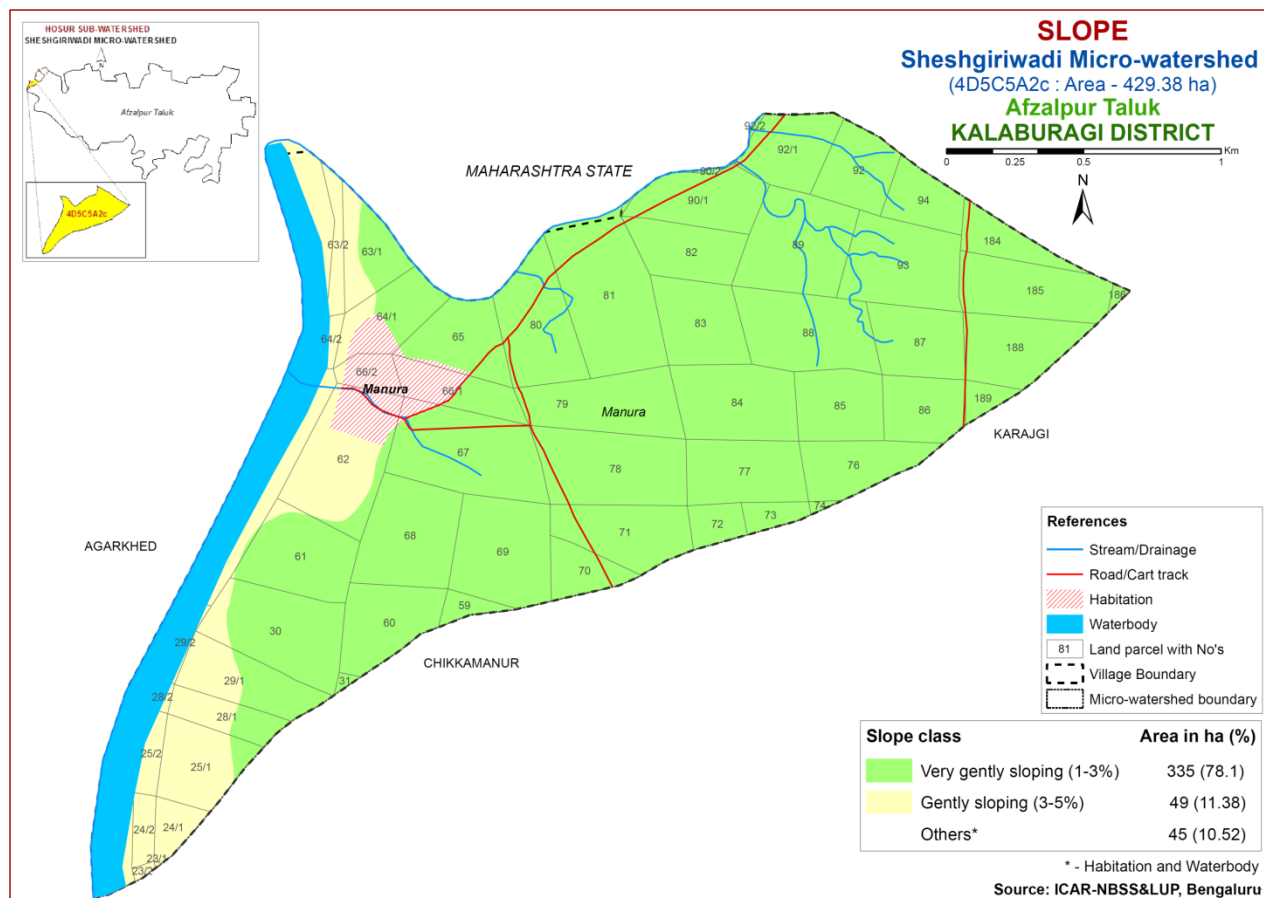 HOSUR SUB-WATERSHED
SHESHGIRIWADI MICRO-WATERSHED
N
Afzalpur Taluk
4D5C5A2c
SLOPE
Sheshgiriwadi Micro-watershed
(4D5C5A2c : Area - 429.38 ha)
Afzalpur Taluk
KALABURAGI DISTRICT
Km
0 0.25 0.5 1
N
MAHARASHTRA STATE
92/2
92/1
92
90/2
90/1
94
63/2
63/1
82
89
93
184
185
186
81
64/1
64/2
65
80
83
88
87
188
66/2
Manura
66/1
79
Manura
84
85
86
189
KARAJGI
62
67
78
77
76
74
73
72
71
AGARKHED
61
68
69
70
59
60
30
CHIKKAMANUR
29/2
29/1
31
28/2
28/1
25/2
25/1
24/2
24/1
23/1
23/2
References
Stream/Drainage
Road/Cart track
Habitation
Waterbody
81 Land parcel with No's
Village Boundary
Micro-watershed boundary
Slope class Area in ha (%)
Very gently sloping (1-3%) 335 (78.1)
Gently sloping (3-5%) 49 (11.38)
Others* 45 (10.52)
* - Habitation and Waterbody
Source: ICAR-NBSS&LUP, Bengaluru